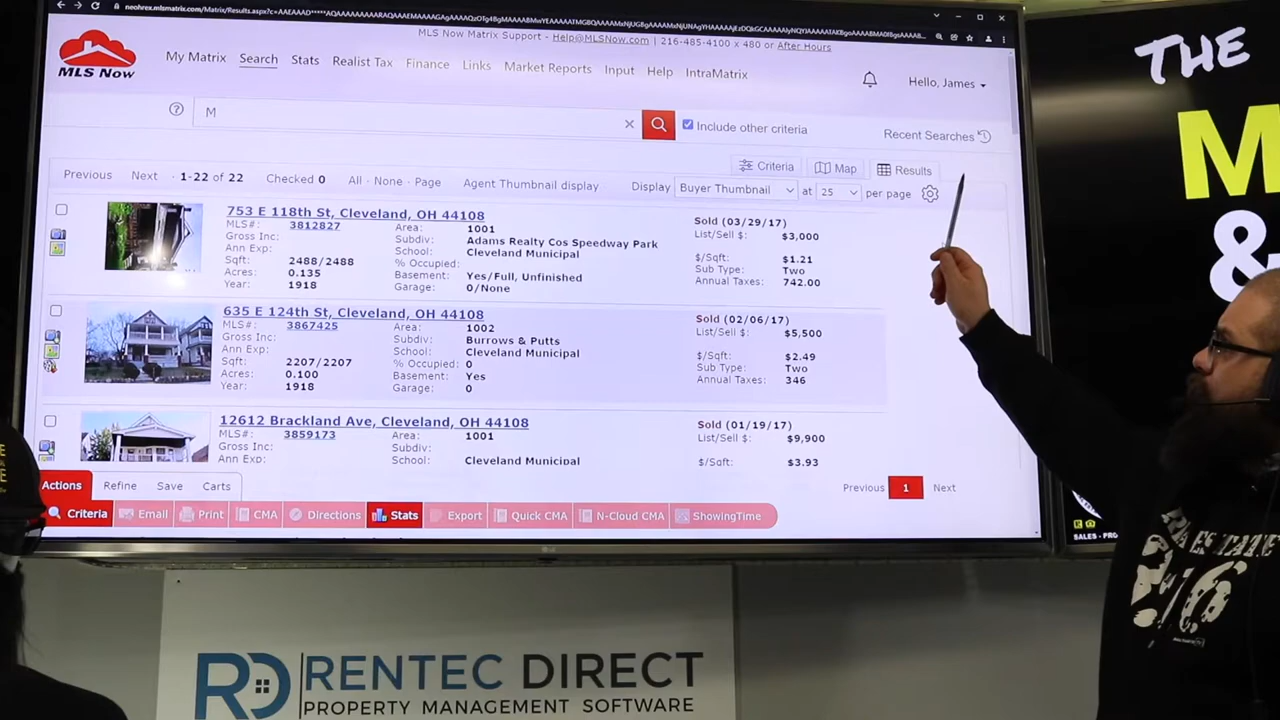 neohrex.mlsmatrix.com/Matrix/Results.aspx?c=
MLS Now Matrix Support - Help@MLSNow.com | 216-485-4100 x 480 or After Hours
MLS Now
My Matrix Search Stats Realist Tax Finance Links Market Reports Input Help IntraMatrix
Hello, James
M
Include other criteria
Recent Searches
Criteria Map Results
Previous Next · 1-22 of 22 Checked 0 All · None · Page Agent Thumbnail display Display Buyer Thumbnail at 25 per page
753 E 118th St, Cleveland, OH 44108
MLS#: 3812827 Area: 1001 Sold (03/29/17)
Gross Inc: Subdiv: Adams Realty Cos Speedway Park List/Sell $: $3,000
Ann Exp: School: Cleveland Municipal
Sqft: 2488/2488 % Occupied: $/Sqft: $1.21
Acres: 0.135 Basement: Yes/Full, Unfinished Sub Type: Two
Year: 1918 Garage: 0/None Annual Taxes: 742.00
635 E 124th St, Cleveland, OH 44108
MLS#: 3867425 Area: 1002 Sold (02/06/17)
Gross Inc: Subdiv: Burrows & Putts List/Sell $: $5,500
Ann Exp: School: Cleveland Municipal
Sqft: 2207/2207 % Occupied: 0 $/Sqft: $2.49
Acres: 0.100 Basement: Yes Sub Type: Two
Year: 1918 Garage: 0 Annual Taxes: 346
12612 Brackland Ave, Cleveland, OH 44108
MLS#: 3859173 Area: 1001 Sold (01/19/17)
Gross Inc: Subdiv: List/Sell $: $9,900
Ann Exp: School: Cleveland Municipal $/Sqft: $3.93
Actions Refine Save Carts
Previous 1 Next
Criteria Email Print CMA Directions Stats Export Quick CMA N-Cloud CMA ShowingTime
THE
M
&
SALES - PRO
RD RENTEC DIRECT
PROPERTY MANAGEMENT SOFTWARE